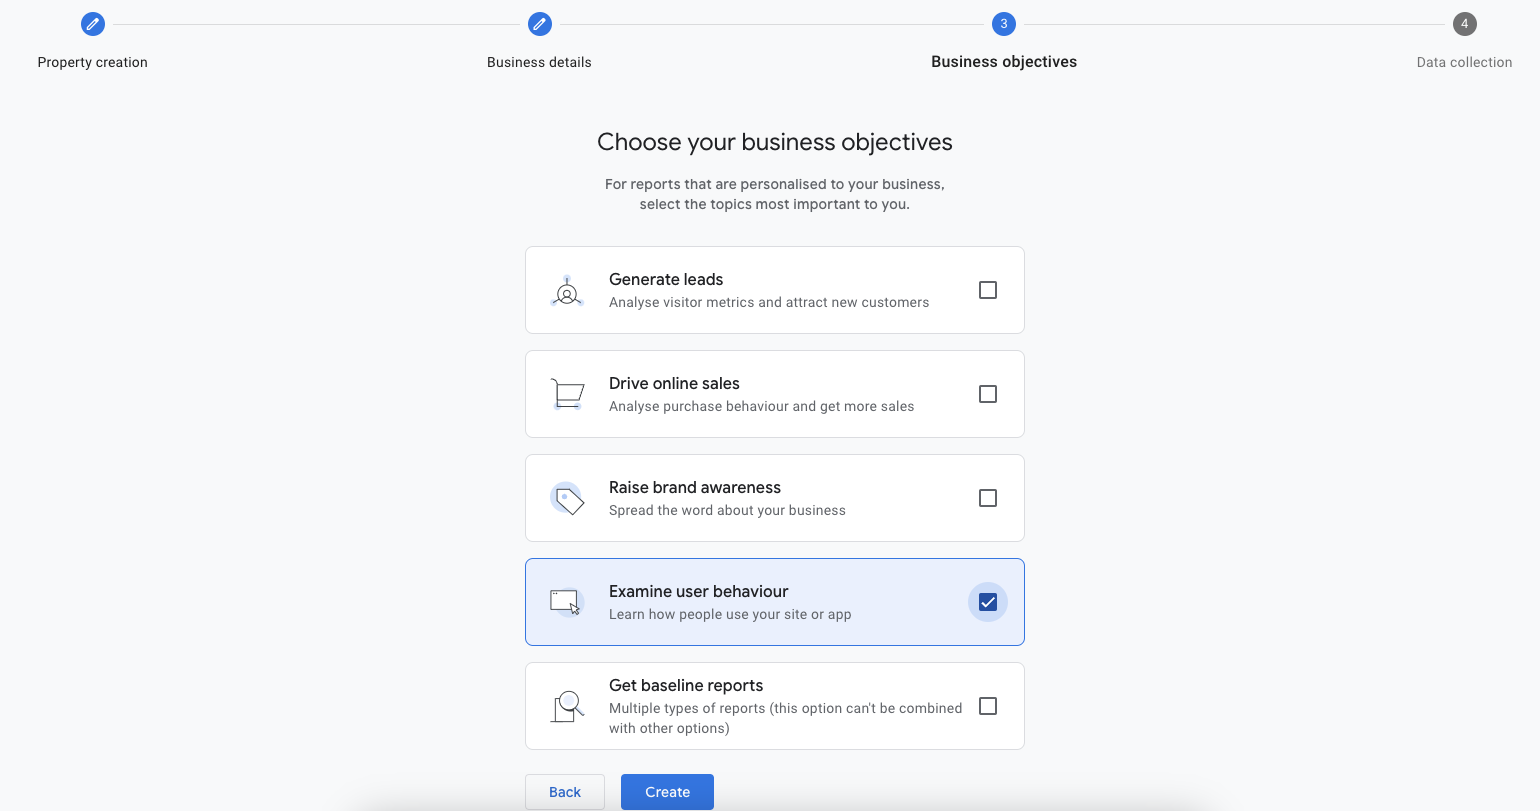 3
4
Property creation
Business details
Business objectives
Data collection
Choose your business objectives
For reports that are personalised to your business,
select the topics most important to you.
Generate leads
Analyse visitor metrics and attract new customers
Drive online sales
Analyse purchase behaviour and get more sales
Raise brand awareness
Spread the word about your business
Examine user behaviour
Learn how people use your site or app
Get baseline reports
Multiple types of reports (this option can't be combined
with other options)
Back
Create